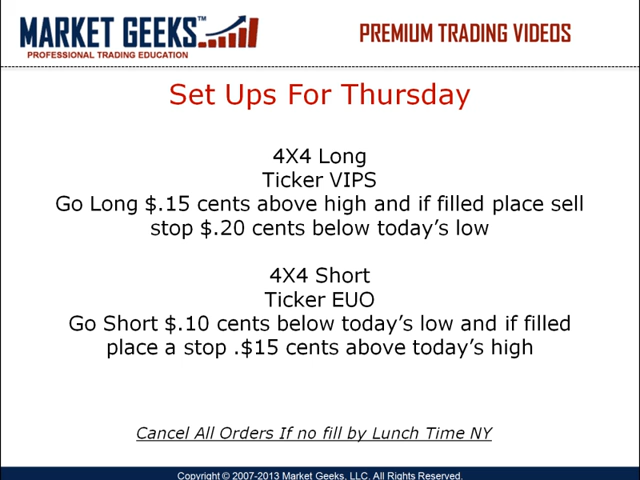 MARKET GEEKS™
PROFESSIONAL TRADING EDUCATION
PREMIUM TRADING VIDEOS
Set Ups For Thursday
4X4 Long
Ticker VIPS
Go Long $.15 cents above high and if filled place sell
stop $.20 cents below today's low
4X4 Short
Ticker EUO
Go Short $.10 cents below today's low and if filled
place a stop .$15 cents above today's high
Cancel All Orders If no fill by Lunch Time NY
Copyright © 2007-2013 Market Geeks, LLC. All Rights Reserved.